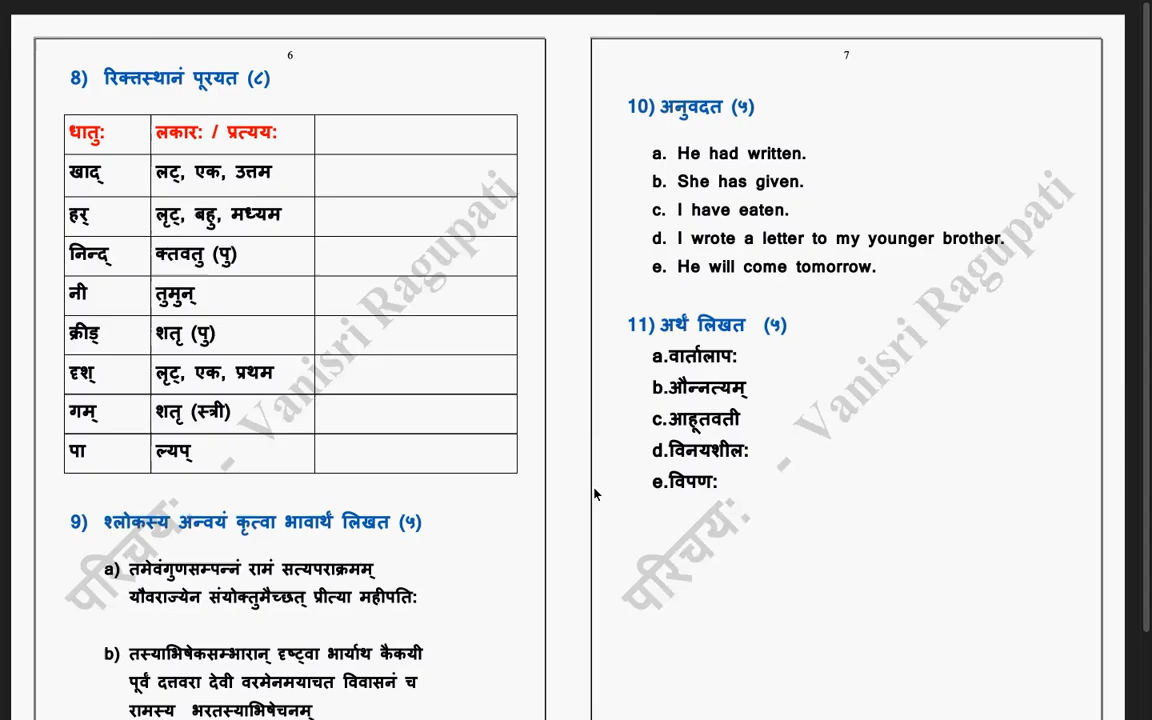 6
8) रिक्तस्थानं पूरयत (८)
धातुः लकारः / प्रत्ययः
खाद् लट्, एक, उत्तम
हर् लृट्, बहु, मध्यम
निन्द् क्तवतु (पु)
नी तुमुन्
क्रीड् शतृ (पु)
दृश् लृट्, एक, प्रथम
गम् शतृ (स्त्री)
पा ल्यप्
9) श्लोकस्य अन्वयं कृत्वा भावार्थं लिखत (५)
a) तमेवंगुणसम्पन्नं रामं सत्यपराक्रमम्
यौवराज्येन संयोक्तुमैच्छत् प्रीत्या महीपतिः
b) तस्याभिषेकसम्भारान् दृष्ट्वा भार्याथ कैकयी
पूर्वं दत्तवरा देवी वरमेनमयाचत विवासनं च
रामस्य भरतस्याभिषेचनम्
परिचयः - Vanisri Ragupati
7
10) अनुवदत (५)
a. He had written.
b. She has given.
c. I have eaten.
d. I wrote a letter to my younger brother.
e. He will come tomorrow.
11) अर्थं लिखत (५)
a.वार्तालापः
b.औन्नत्यम्
c.आहूतवती
d.विनयशीलः
e.विपणः
परिचयः - Vanisri Ragupati